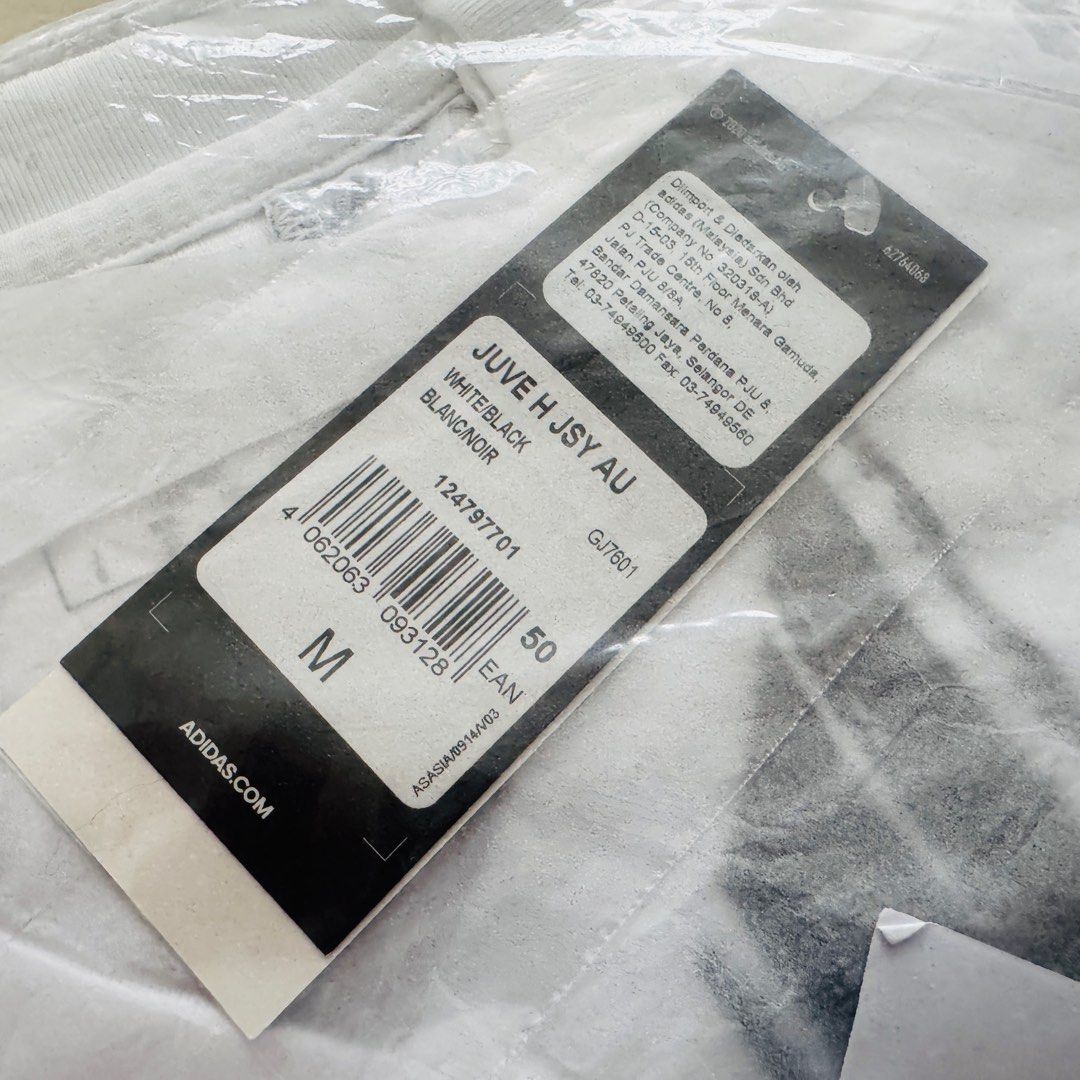 © 2020
62764068
Diimport & Diedarkan oleh
adidas (Malaysia) Sdn Bhd
(Company No 320318-A)
D-15-03, 15th Floor Menara Gamuda,
PJ Trade Centre, No 8,
Jalan PJU 8/8A,
Bandar Damansara Perdana PJU 8,
47820 Petaling Jaya, Selangor DE
Tel: 03-74949500 Fax: 03-74949560
JUVE H JSY AU
WHITE/BLACK
BLANC/NOIR
124797701
GJ7601
4 062063 093128
50
EAN
M
ASASIA/0914/V03
ADIDAS.COM